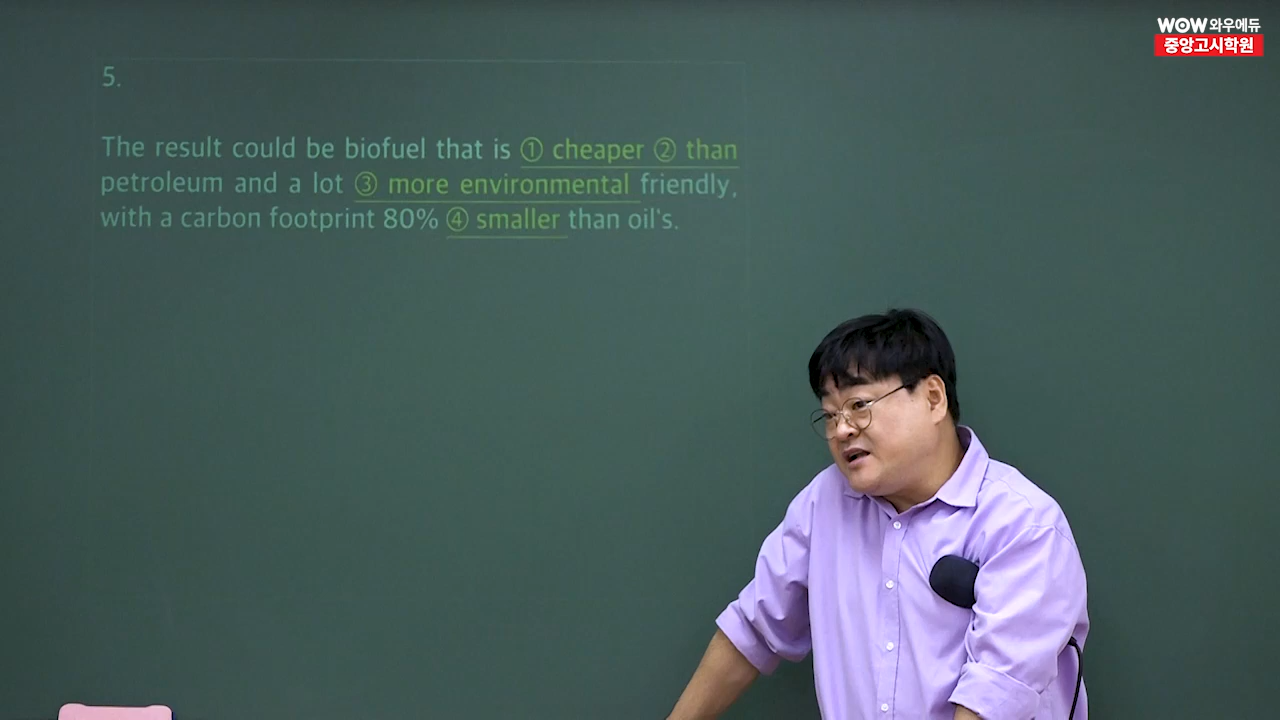 WOW 와우에듀
중앙고시학원
5.
The result could be biofuel that is ① cheaper ② than
petroleum and a lot ③ more environmental friendly,
with a carbon footprint 80% ④ smaller than oil's.